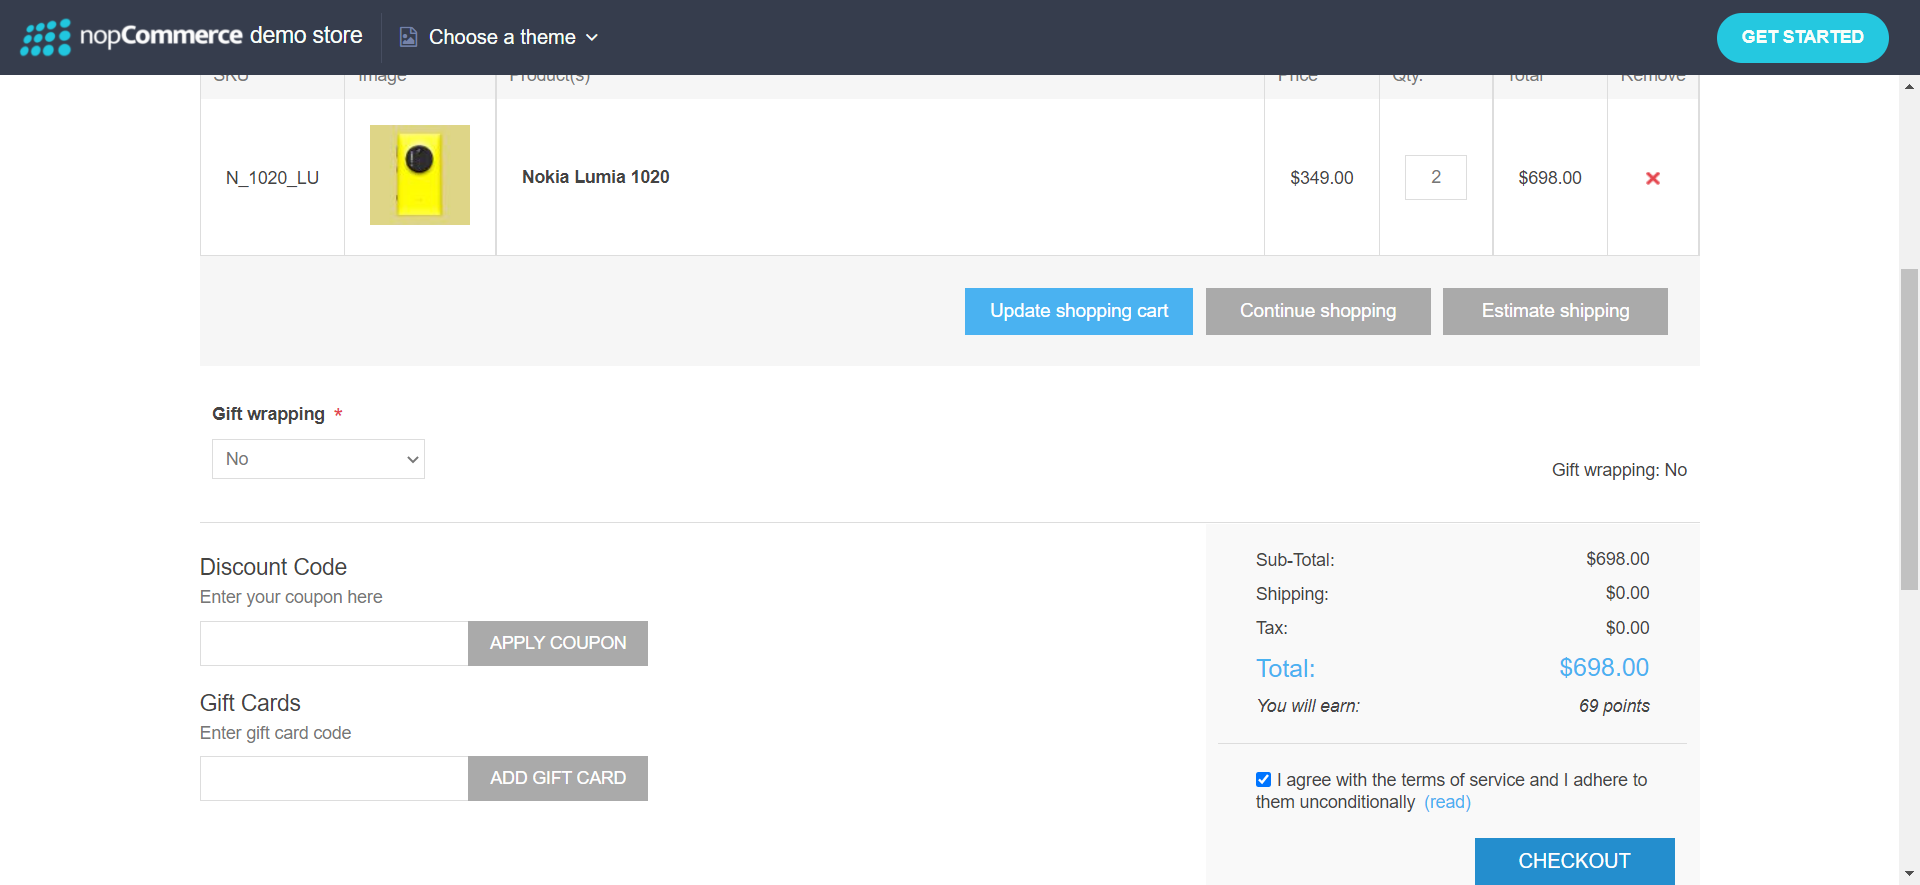 nopCommerce demo store
Choose a theme
GET STARTED
SKU Image Product(s) Price Qty. Total Remove
N_1020_LU Nokia Lumia 1020 $349.00 2 $698.00
Update shopping cart Continue shopping Estimate shipping
Gift wrapping *
No
Gift wrapping: No
Discount Code
Enter your coupon here
APPLY COUPON
Gift Cards
Enter gift card code
ADD GIFT CARD
Sub-Total: $698.00
Shipping: $0.00
Tax: $0.00
Total: $698.00
You will earn: 69 points
I agree with the terms of service and I adhere to
them unconditionally (read)
CHECKOUT